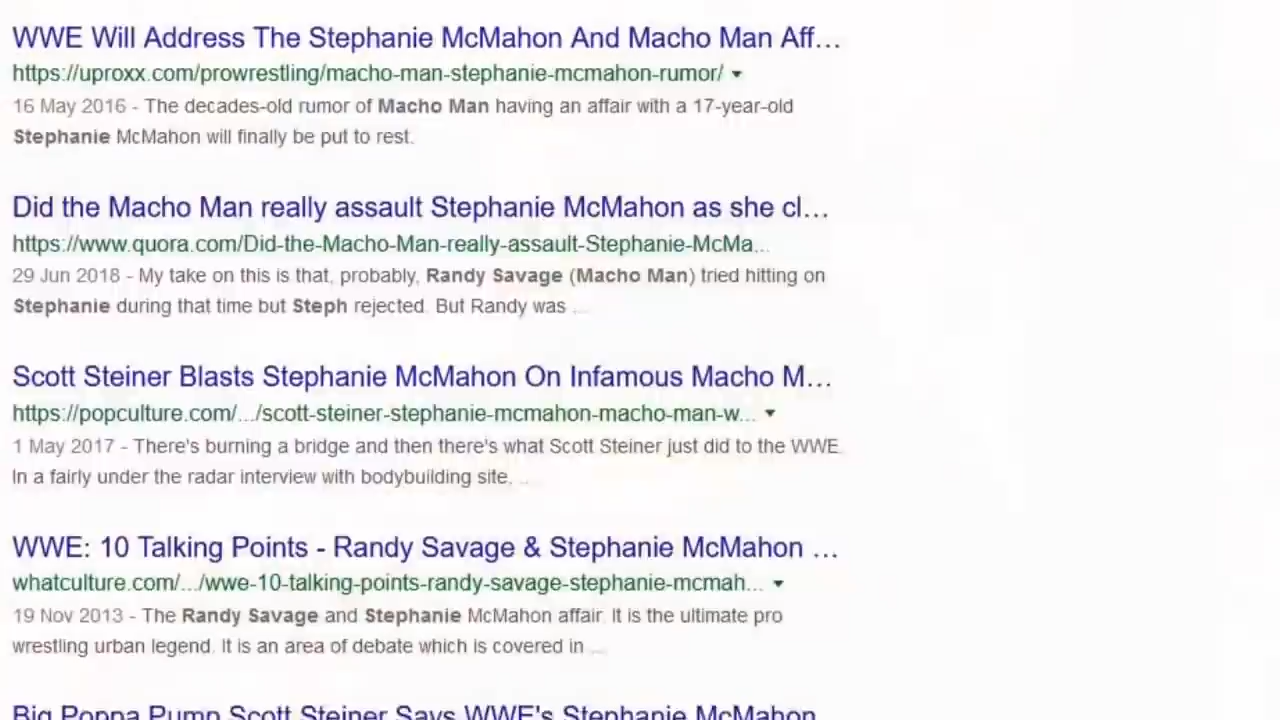 WWE Will Address The Stephanie McMahon And Macho Man Aff...
https://uproxx.com/prowrestling/macho-man-stephanie-mcmahon-rumor/
16 May 2016 - The decades-old rumor of Macho Man having an affair with a 17-year-old
Stephanie McMahon will finally be put to rest.
Did the Macho Man really assault Stephanie McMahon as she cl...
https://www.quora.com/Did-the-Macho-Man-really-assault-Stephanie-McMa...
29 Jun 2018 - My take on this is that, probably, Randy Savage (Macho Man) tried hitting on
Stephanie during that time but Steph rejected. But Randy was ...
Scott Steiner Blasts Stephanie McMahon On Infamous Macho M...
https://popculture.com/.../scott-steiner-stephanie-mcmahon-macho-man-w...
1 May 2017 - There's burning a bridge and then there's what Scott Steiner just did to the WWE.
In a fairly under the radar interview with bodybuilding site, ...
WWE: 10 Talking Points - Randy Savage & Stephanie McMahon ...
whatculture.com/.../wwe-10-talking-points-randy-savage-stephanie-mcmah...
19 Nov 2013 - The Randy Savage and Stephanie McMahon affair. It is the ultimate pro
wrestling urban legend. It is an area of debate which is covered in ...
Big Poppa Pump Scott Steiner Says WWE's Stephanie McMahon